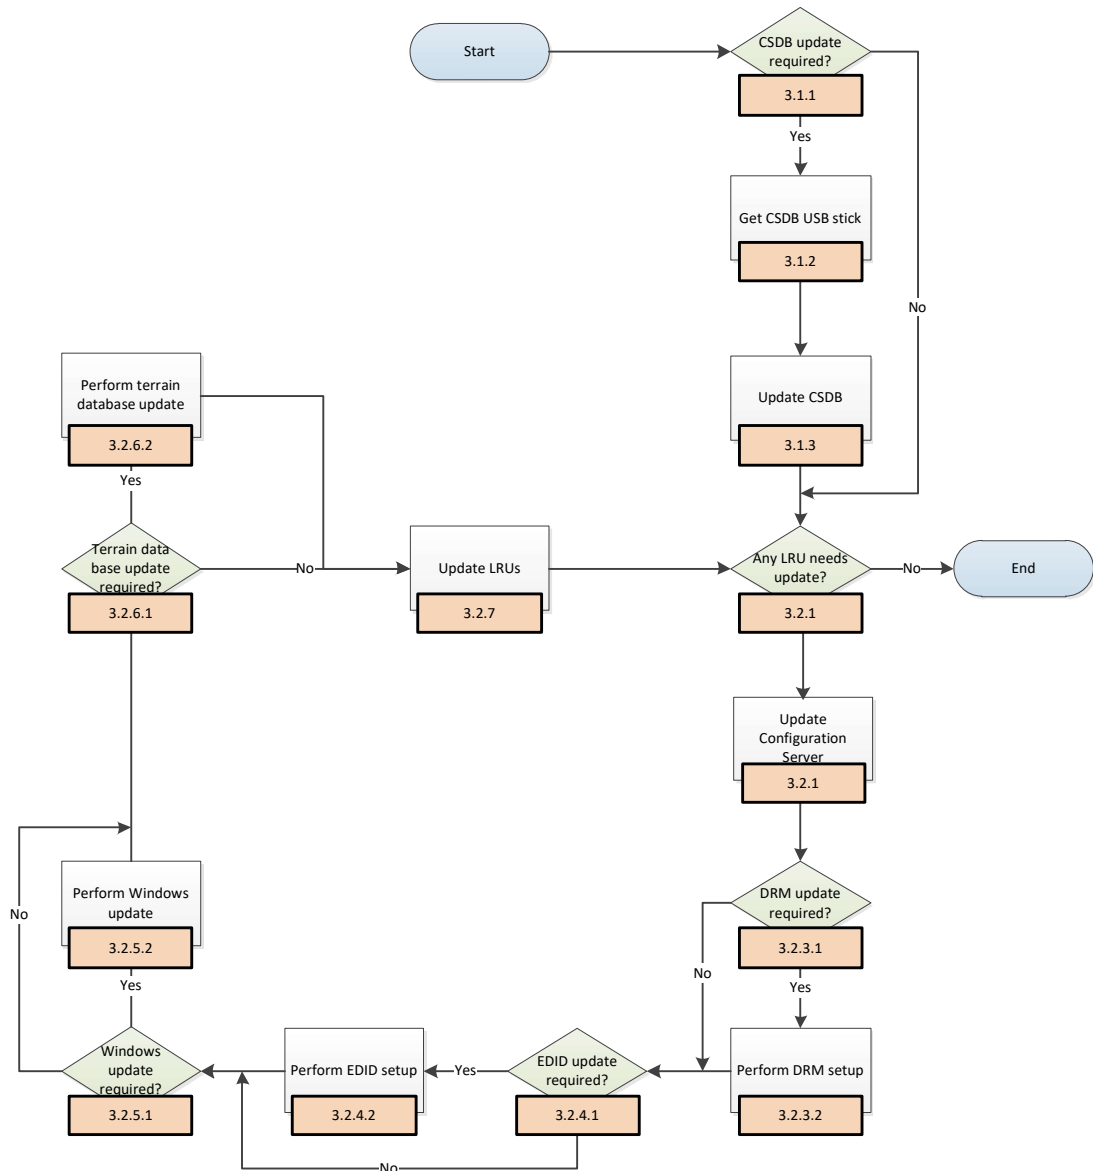 Start
CSDB update
required?
3.1.1
Yes
Get CSDB USB stick
3.1.2
No
Update CSDB
3.1.3
Perform terrain
database update
3.2.6.2
Yes
Terrain data
base update
required?
3.2.6.1
No
Update LRUs
3.2.7
Any LRU needs
update?
3.2.1
No
End
Update
Configuration
Server
3.2.1
DRM update
required?
3.2.3.1
No
Yes
Perform DRM setup
3.2.3.2
EDID update
required?
3.2.4.1
Yes
No
Perform EDID setup
3.2.4.2
Windows
update
required?
3.2.5.1
Yes
No
Perform Windows
update
3.2.5.2